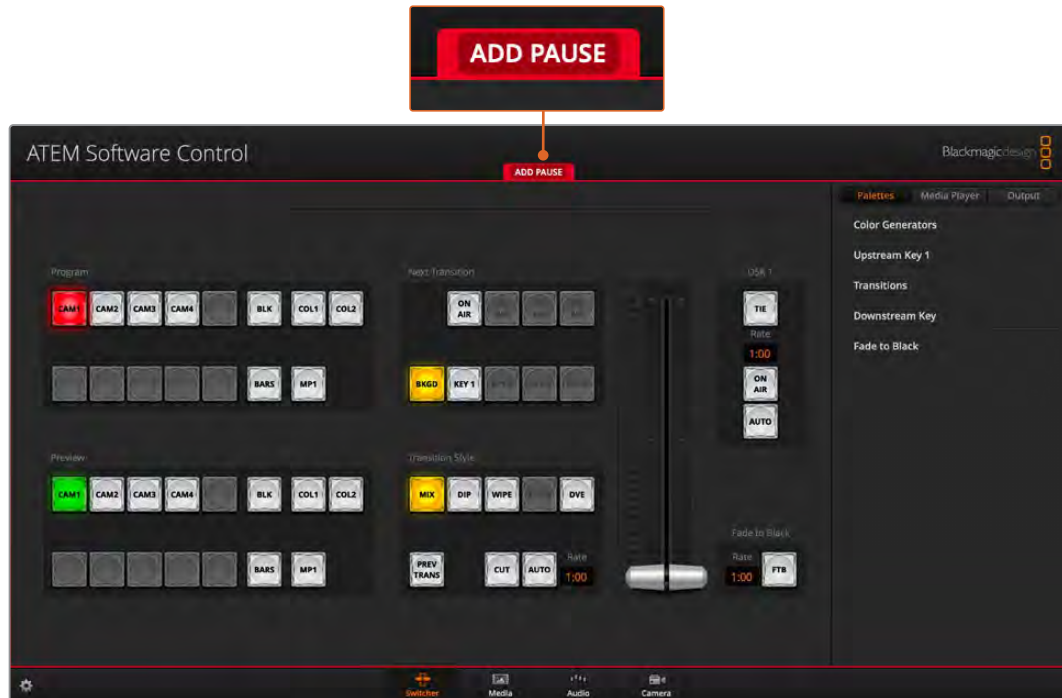 ADD PAUSE
ATEM Software Control
Blackmagicdesign
ADD PAUSE
Palettes Media Player Output
Color Generators
Upstream Key 1
Transitions
Downstream Key
Fade to Black
Program
CAM1 CAM2 CAM3 CAM4 BLK COL1 COL2
BARS MP1
Next Transition
ON AIR
BKGD KEY 1
DSK 1
TIE
Rate
1:00
ON AIR
AUTO
Preview
CAM1 CAM2 CAM3 CAM4 BLK COL1 COL2
BARS MP1
Transition Style
MIX DIP WIPE DVE
PREV TRANS CUT AUTO Rate 1:00
Fade to Black
Rate
1:00 FTB
Switcher Media Audio Camera